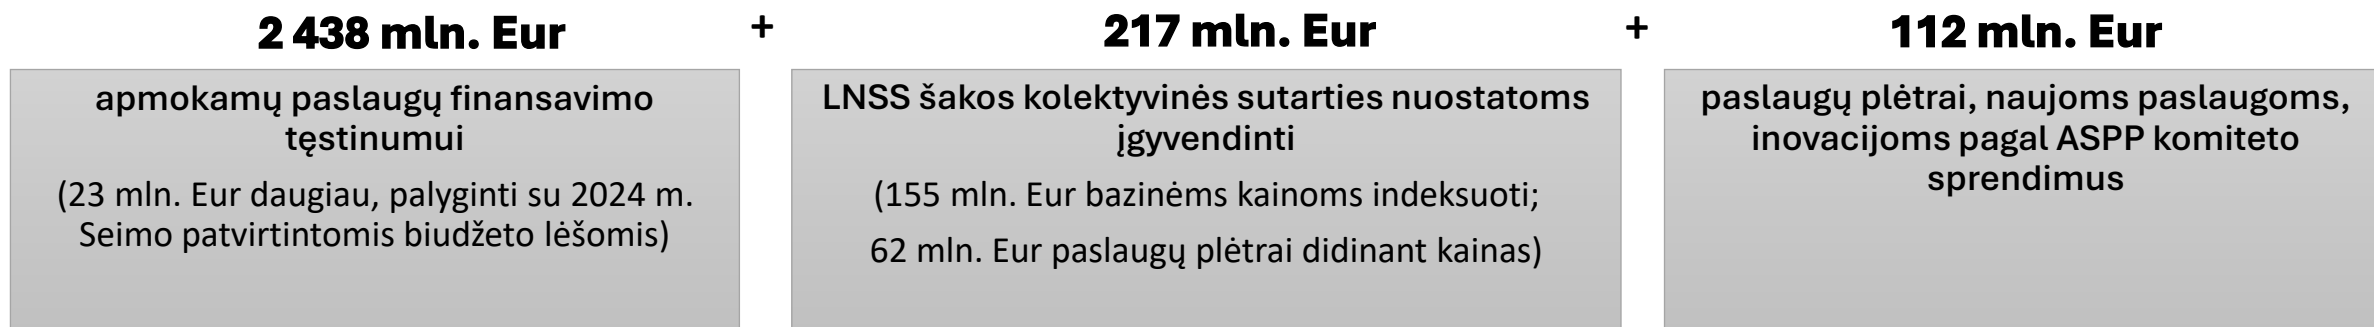 2 438 mln. Eur
+
217 mln. Eur
+
112 mln. Eur
apmokamų paslaugų finansavimo
tęstinumui
(23 mln. Eur daugiau, palyginti su 2024 m.
Seimo patvirtintomis biudžeto lėšomis)
LNSS šakos kolektyvinės sutarties nuostatoms
įgyvendinti
(155 mln. Eur bazinėms kainoms indeksuoti;
62 mln. Eur paslaugų plėtrai didinant kainas)
paslaugų plėtrai, naujoms paslaugoms,
inovacijoms pagal ASPP komiteto
sprendimus